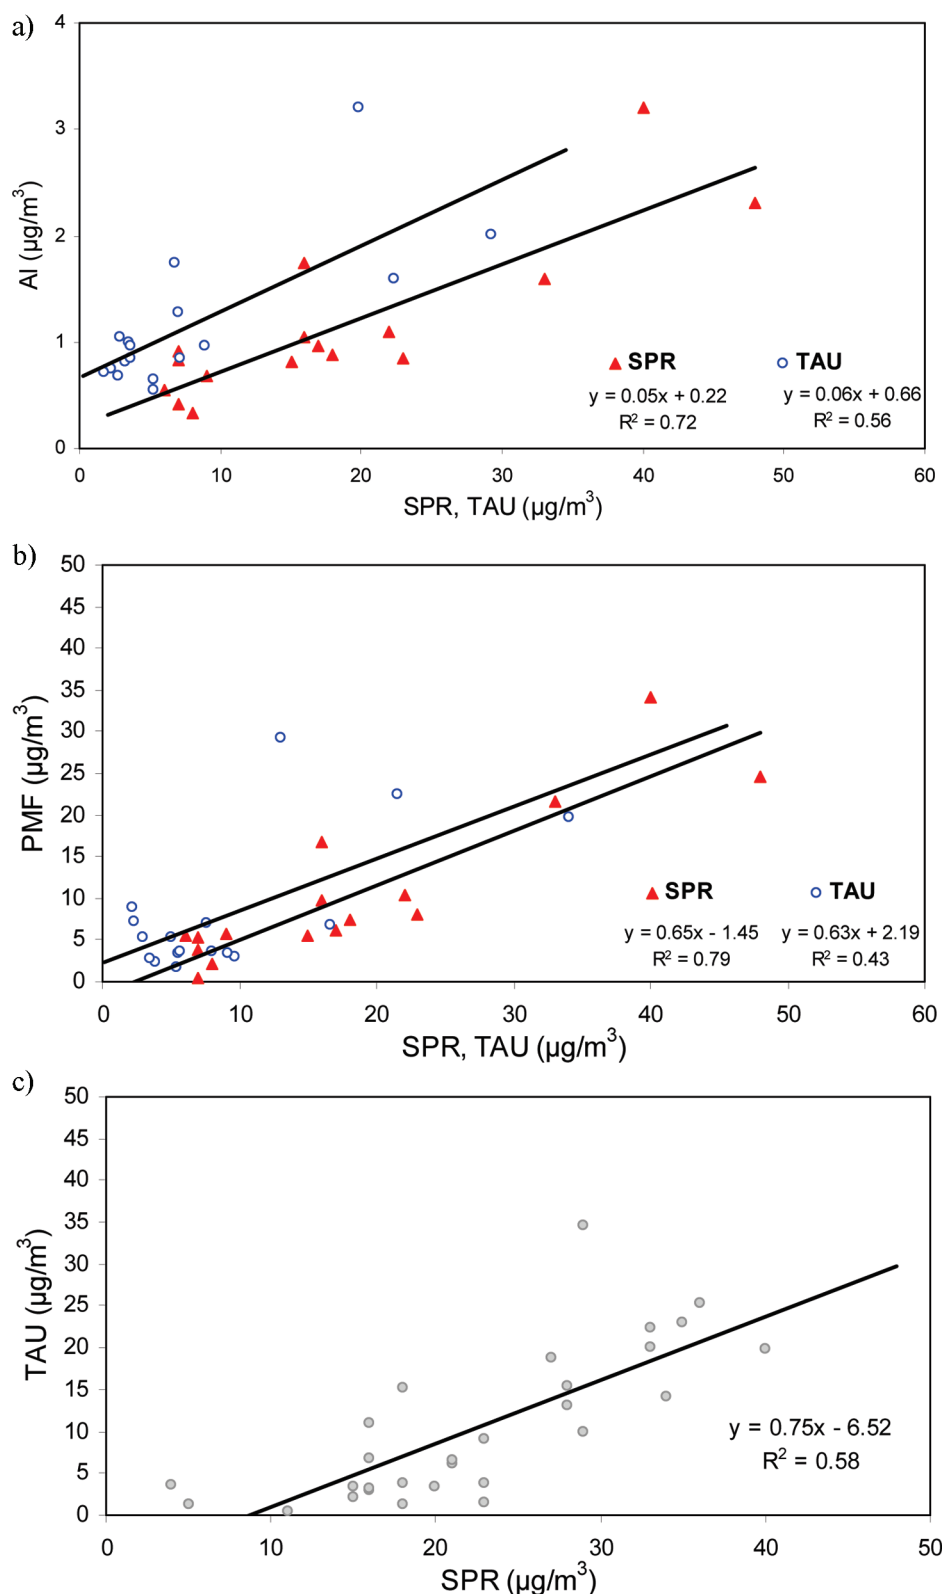 a)
4
3
2
1
0
Al (µg/m³)
0 10 20 30 40 50 60
SPR, TAU (µg/m³)
SPR TAU
y = 0.05x + 0.22 y = 0.06x + 0.66
R² = 0.72 R² = 0.56
b)
50
45
40
35
30
25
20
15
10
5
0
PMF (µg/m³)
0 10 20 30 40 50 60
SPR, TAU (µg/m³)
SPR TAU
y = 0.65x - 1.45 y = 0.63x + 2.19
R² = 0.79 R² = 0.43
c)
50
45
40
35
30
25
20
15
10
5
0
TAU (µg/m³)
0 10 20 30 40 50
SPR (µg/m³)
y = 0.75x - 6.52
R² = 0.58